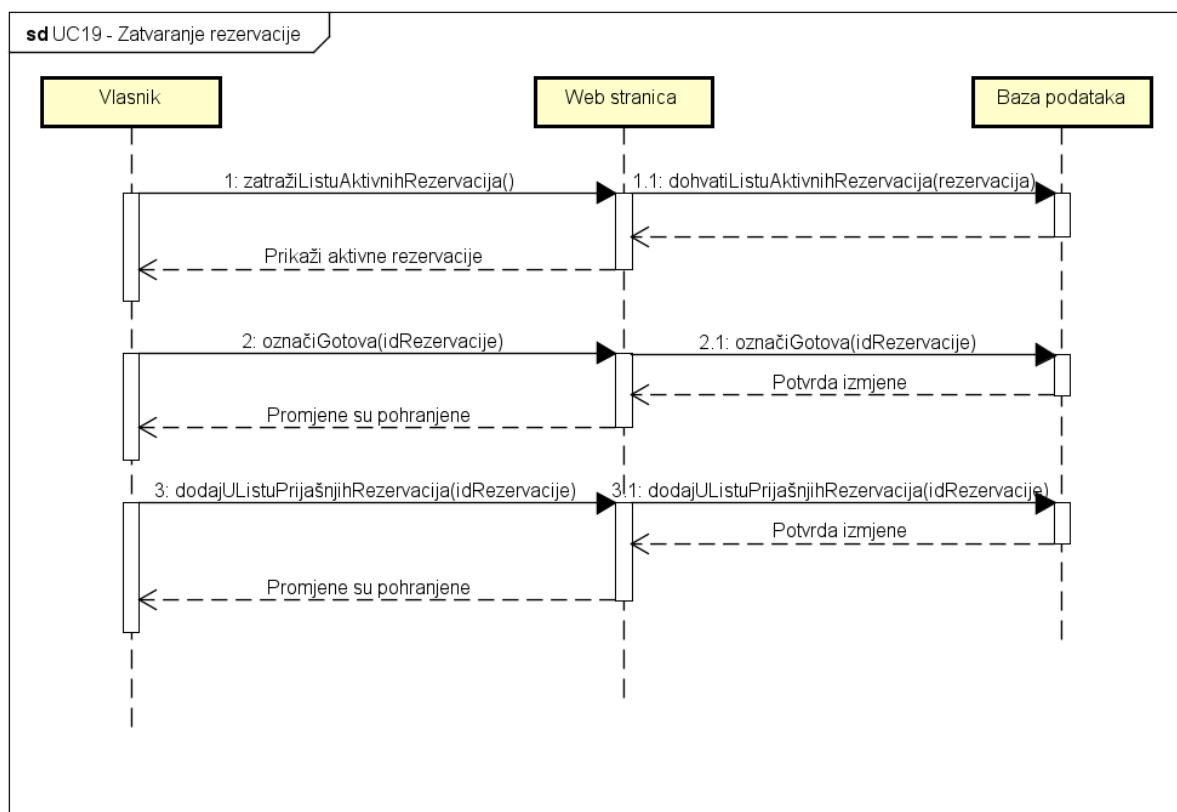 sd UC19 - Zatvaranje rezervacije
Vlasnik
Web stranica
Baza podataka
1: zatražiListuAktivnihRezervacija()
1.1: dohvatiListuAktivnihRezervacija(rezervacija)
Prikaži aktivne rezervacije
2: označiGotova(idRezervacije)
2.1: označiGotova(idRezervacije)
Potvrda izmjene
Promjene su pohranjene
3: dodajUListuPrijašnjihRezervacija(idRezervacije)
3.1: dodajUListuPrijašnjihRezervacija(idRezervacije)
Potvrda izmjene
Promjene su pohranjene